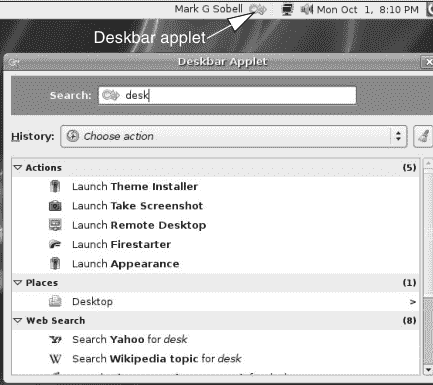 Mark G Sobell Mon Oct 1, 8:10 PM
Deskbar applet
Deskbar Applet
Search: desk
History: Choose action
Actions (5)
Launch Theme Installer
Launch Take Screenshot
Launch Remote Desktop
Launch Firestarter
Launch Appearance
Places (1)
Desktop >
Web Search (8)
Search Yahoo for desk
Search Wikipedia topic for desk